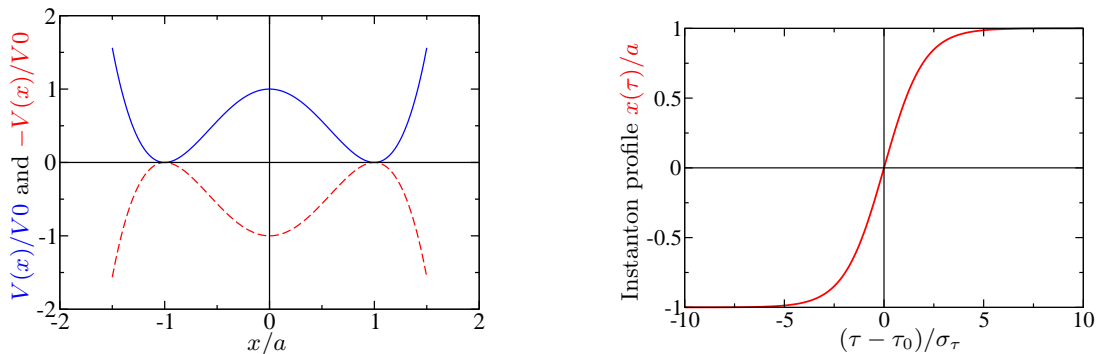 V(x)/V0 and −V(x)/V0
2
1
0
-1
-2
-2 -1 0 1 2
x/a
Instanton profile x(τ)/a
1
0.5
0
-0.5
-1
-10 -5 0 5 10
(τ − τ0)/στ